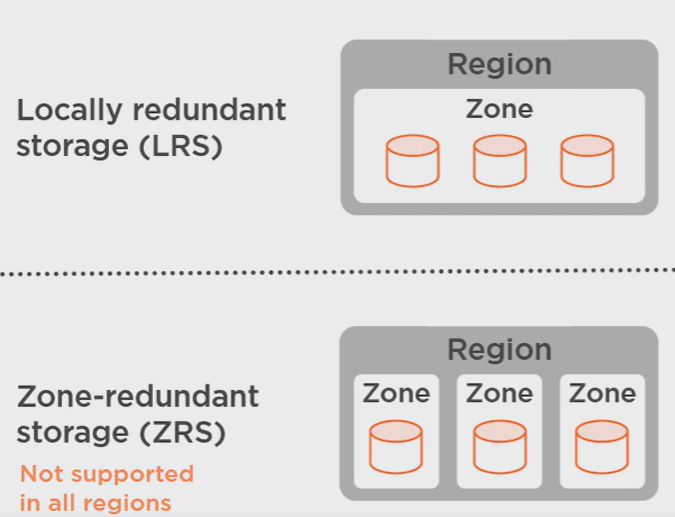 Locally redundant
storage (LRS)
Region
Zone
Zone-redundant
storage (ZRS)
Not supported
in all regions
Region
Zone
Zone
Zone